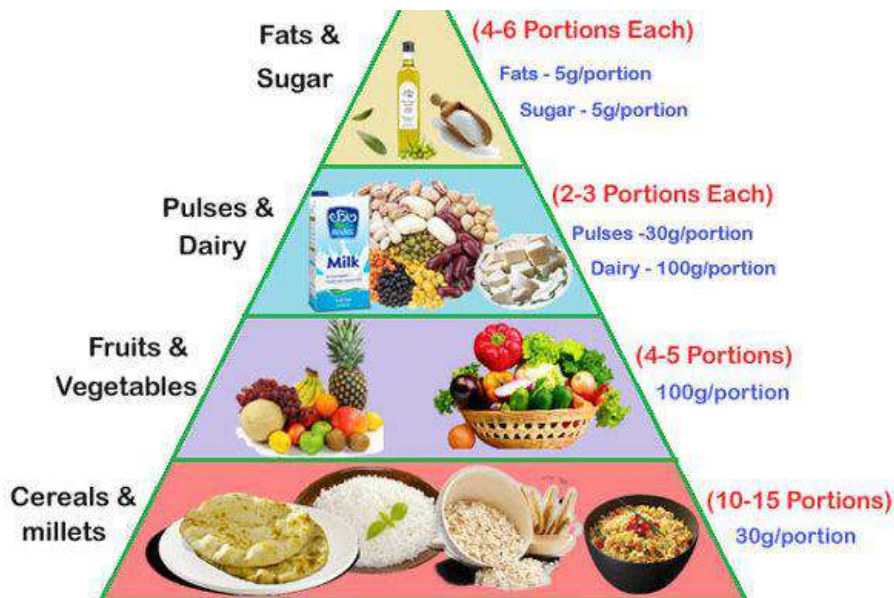 Fats &
Sugar
(4-6 Portions Each)
Fats - 5g/portion
Sugar - 5g/portion
Pulses &
Dairy
(2-3 Portions Each)
Pulses -30g/portion
Dairy - 100g/portion
Milk
Fruits &
Vegetables
(4-5 Portions)
100g/portion
Cereals &
millets
(10-15 Portions)
30g/portion